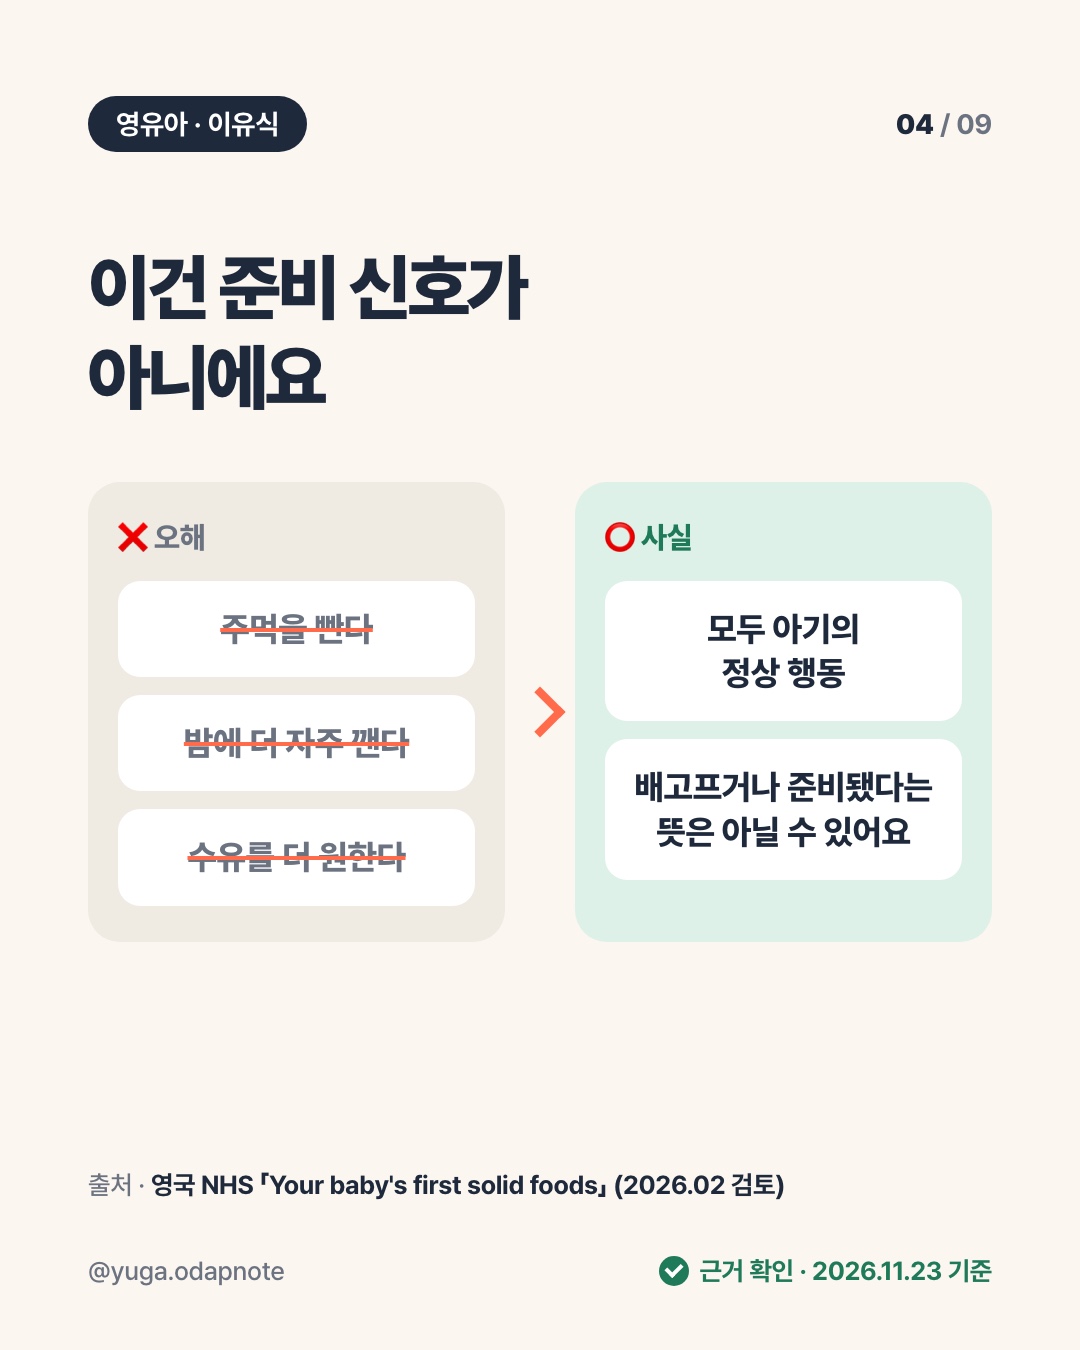 영유아 · 이유식
04 / 09
이건 준비 신호가
아니에요
❌ 오해
주먹을 빤다
밤에 더 자주 깬다
수유를 더 원한다
⭕ 사실
모두 아기의
정상 행동
배고프거나 준비됐다는
뜻은 아닐 수 있어요
출처 · 영국 NHS「Your baby's first solid foods」(2026.02 검토)
@yuga.odapnote
근거 확인 · 2026.11.23 기준